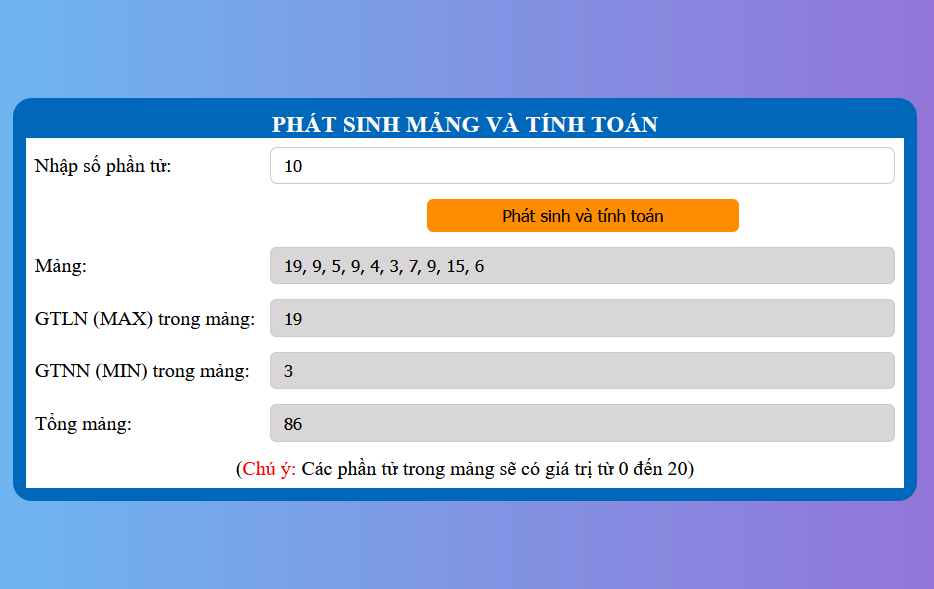 PHÁT SINH MẢNG VÀ TÍNH TOÁN
Nhập số phần tử: 10
Phát sinh và tính toán
Mảng: 19, 9, 5, 9, 4, 3, 7, 9, 15, 6
GTLN (MAX) trong mảng: 19
GTNN (MIN) trong mảng: 3
Tổng mảng: 86
(Chú ý: Các phần tử trong mảng sẽ có giá trị từ 0 đến 20)